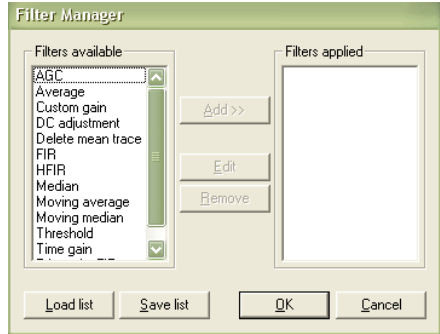 Filter Manager
Filters available
Filters applied
AGC
Average
Custom gain
DC adjustment
Delete mean trace
FIR
HFIR
Median
Moving average
Moving median
Threshold
Time gain
Add >>
Edit
Remove
Load list
Save list
OK
Cancel